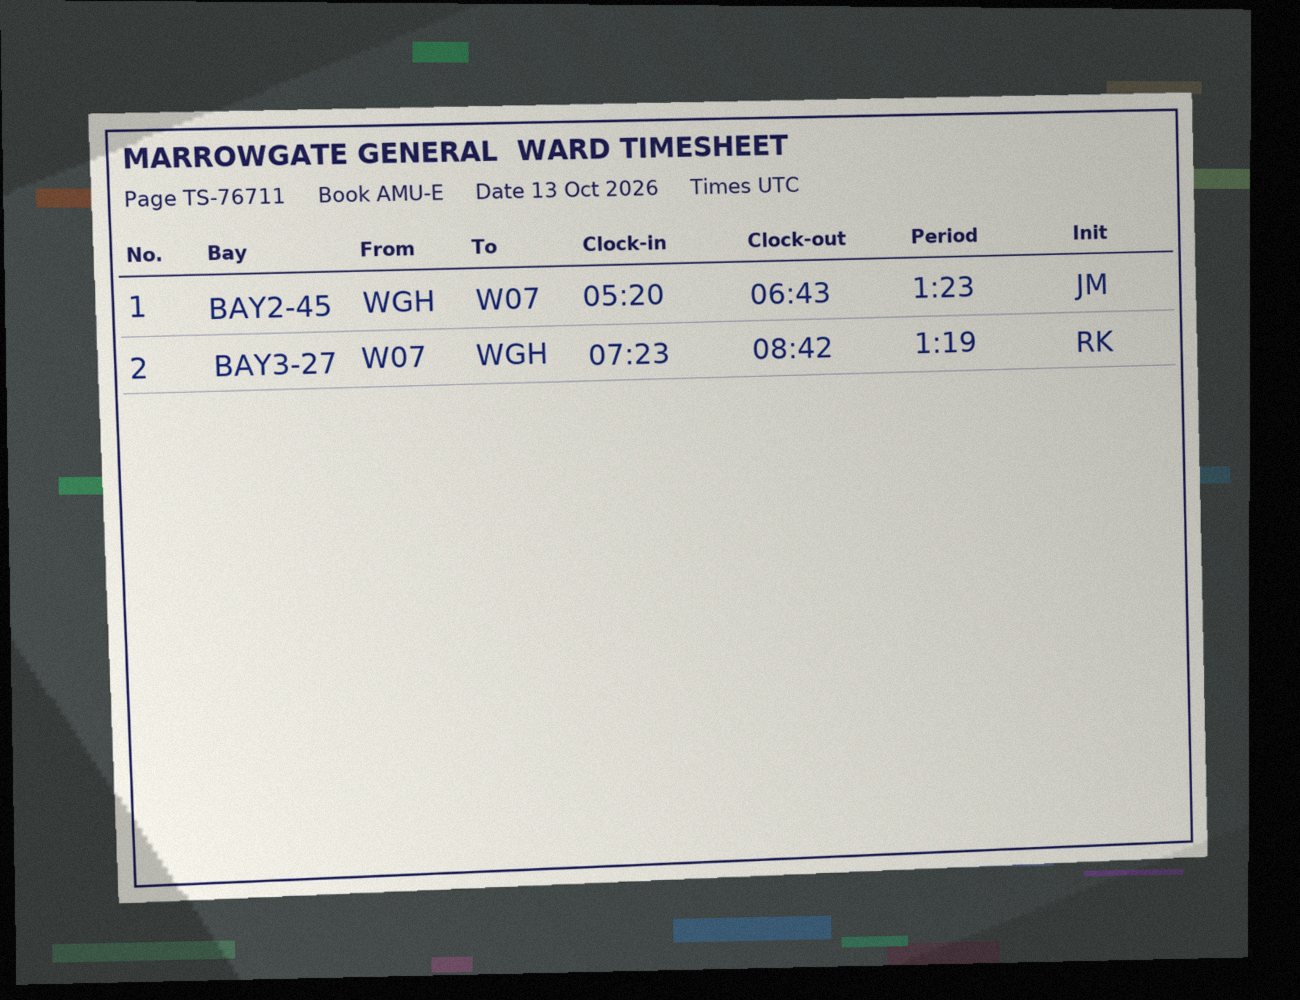 MARROWGATE GENERAL WARD TIMESHEET
Page TS-76711 Book AMU-E Date 13 Oct 2026 Times UTC
No. Bay From To Clock-in Clock-out Period Init
1 BAY2-45 WGH W07 05:20 06:43 1:23 JM
2 BAY3-27 W07 WGH 07:23 08:42 1:19 RK